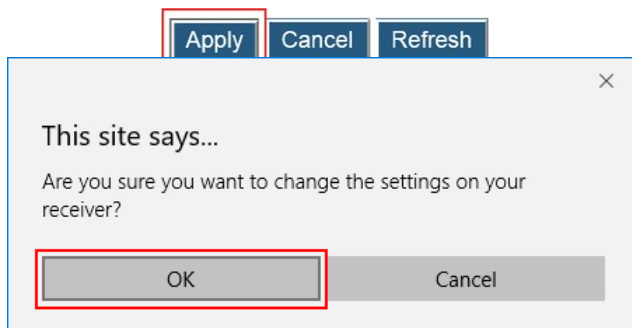 Apply Cancel Refresh
This site says...
Are you sure you want to change the settings on your
receiver?
OK Cancel